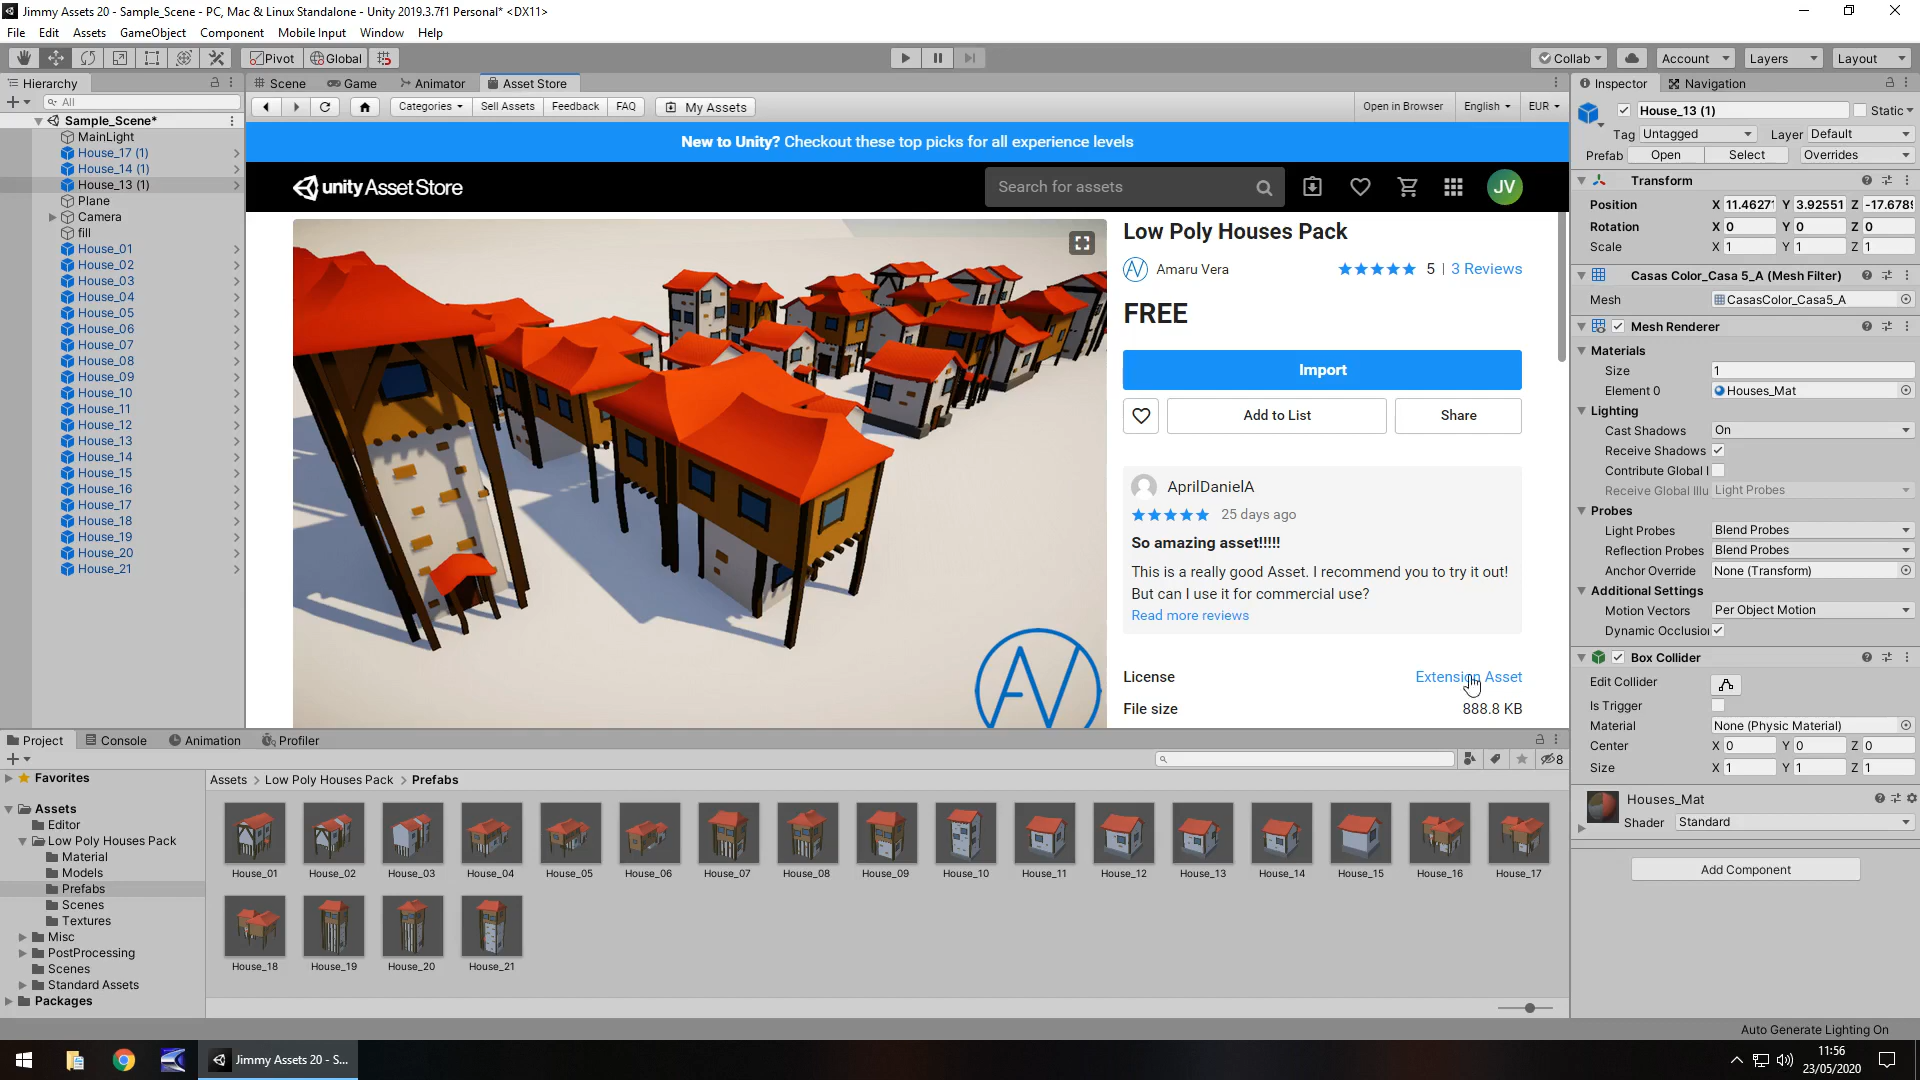 Jimmy Assets 20 - Sample_Scene - PC, Mac & Linux Standalone - Unity 2019.3.7f1 Personal* <DX11>
File Edit Assets GameObject Component Mobile Input Window Help
Pivot Global Collab Account Layers Layout
Hierarchy
All
Sample_Scene*
MainLight
House_17 (1)
House_14 (1)
House_13 (1)
Plane
Camera
fill
House_01
House_02
House_03
House_04
House_05
House_06
House_07
House_08
House_09
House_10
House_11
House_12
House_13
House_14
House_15
House_16
House_17
House_18
House_19
House_20
House_21
Scene Game Animator Asset Store
Categories Sell Assets Feedback FAQ My Assets Open in Browser English EUR
New to Unity? Checkout these top picks for all experience levels
unity Asset Store Search for assets JV
Low Poly Houses Pack
AV Amaru Vera 5 | 3 Reviews
FREE
Import
Add to List Share
AprilDanielA
25 days ago
So amazing asset!!!!!
This is a really good Asset. I recommend you to try it out!
But can I use it for commercial use?
Read more reviews
License Extension Asset
File size 888.8 KB
AV
Inspector Navigation
House_13 (1) Static
Tag Untagged Layer Default
Prefab Open Select Overrides
Transform
Position X 11.4627 Y 3.92551 Z -17.678
Rotation X 0 Y 0 Z 0
Scale X 1 Y 1 Z 1
Casas Color_Casa 5_A (Mesh Filter)
Mesh CasasColor_Casa5_A
Mesh Renderer
Materials
Size 1
Element 0 Houses_Mat
Lighting
Cast Shadows On
Receive Shadows
Contribute Global I
Receive Global Illu Light Probes
Probes
Light Probes Blend Probes
Reflection Probes Blend Probes
Anchor Override None (Transform)
Additional Settings
Motion Vectors Per Object Motion
Dynamic Occlusio
Box Collider
Edit Collider
Is Trigger
Material None (Physic Material)
Center X 0 Y 0 Z 0
Size X 1 Y 1 Z 1
Houses_Mat
Shader Standard
Add Component
Project Console Animation Profiler
8
Favorites
Assets
Editor
Low Poly Houses Pack
Material
Models
Prefabs
Scenes
Textures
Misc
PostProcessing
Scenes
Standard Assets
Packages
Assets > Low Poly Houses Pack > Prefabs
House_01 House_02 House_03 House_04 House_05 House_06 House_07 House_08 House_09 House_10 House_11 House_12 House_13 House_14 House_15 House_16 House_17
House_18 House_19 House_20 House_21
Auto Generate Lighting On
Jimmy Assets 20 - S...
11:56
23/05/2020